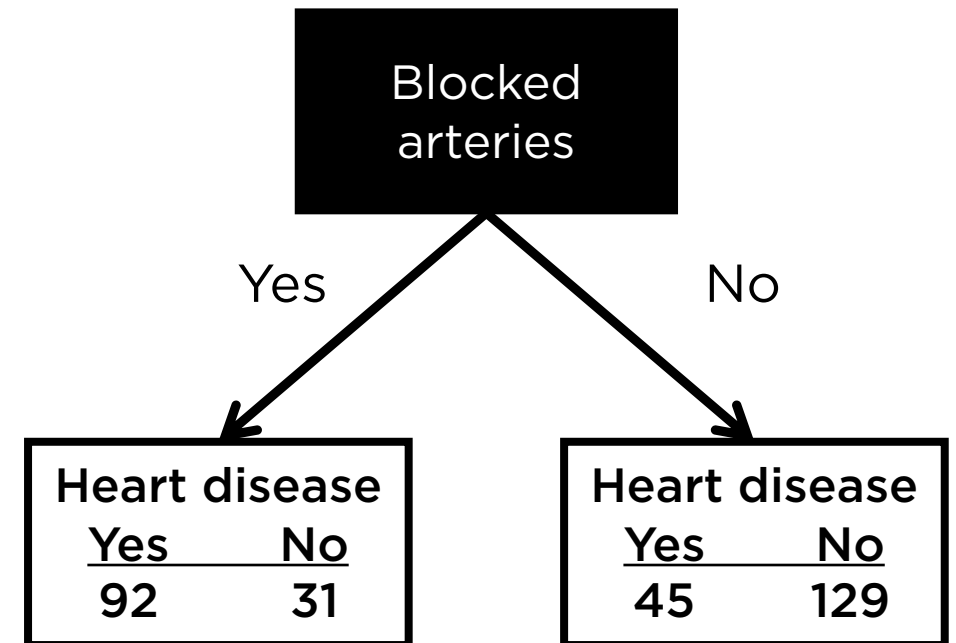 Blocked
arteries
Yes
No
Heart disease
Yes No
92 31
Heart disease
Yes No
45 129